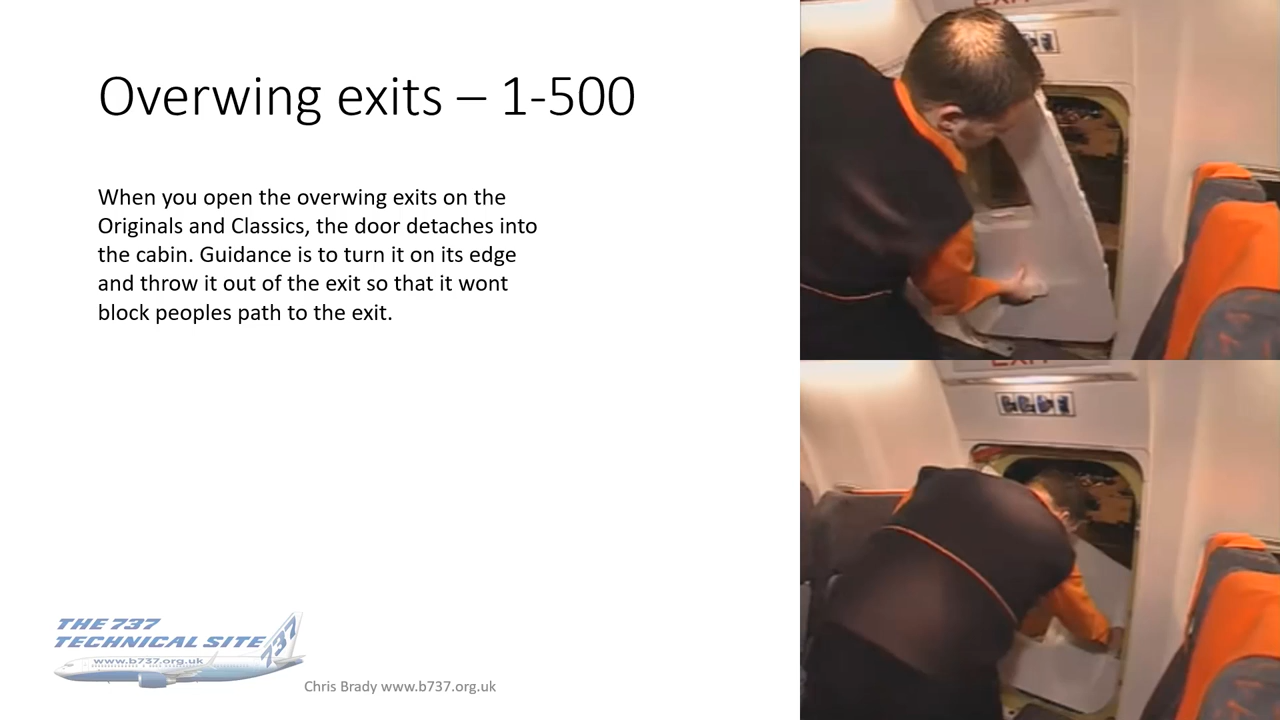 Overwing exits – 1-500
When you open the overwing exits on the
Originals and Classics, the door detaches into
the cabin. Guidance is to turn it on its edge
and throw it out of the exit so that it wont
block peoples path to the exit.
THE 737
TECHNICAL SITE
737
www.b737.org.uk
Chris Brady www.b737.org.uk